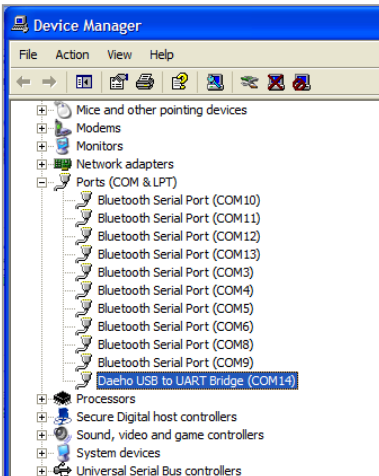 Device Manager
File Action View Help
Mice and other pointing devices
Modems
Monitors
Network adapters
Ports (COM & LPT)
Bluetooth Serial Port (COM10)
Bluetooth Serial Port (COM11)
Bluetooth Serial Port (COM12)
Bluetooth Serial Port (COM13)
Bluetooth Serial Port (COM3)
Bluetooth Serial Port (COM4)
Bluetooth Serial Port (COM5)
Bluetooth Serial Port (COM6)
Bluetooth Serial Port (COM8)
Bluetooth Serial Port (COM9)
Daeho USB to UART Bridge (COM14)
Processors
Secure Digital host controllers
Sound, video and game controllers
System devices
Universal Serial Bus controllers